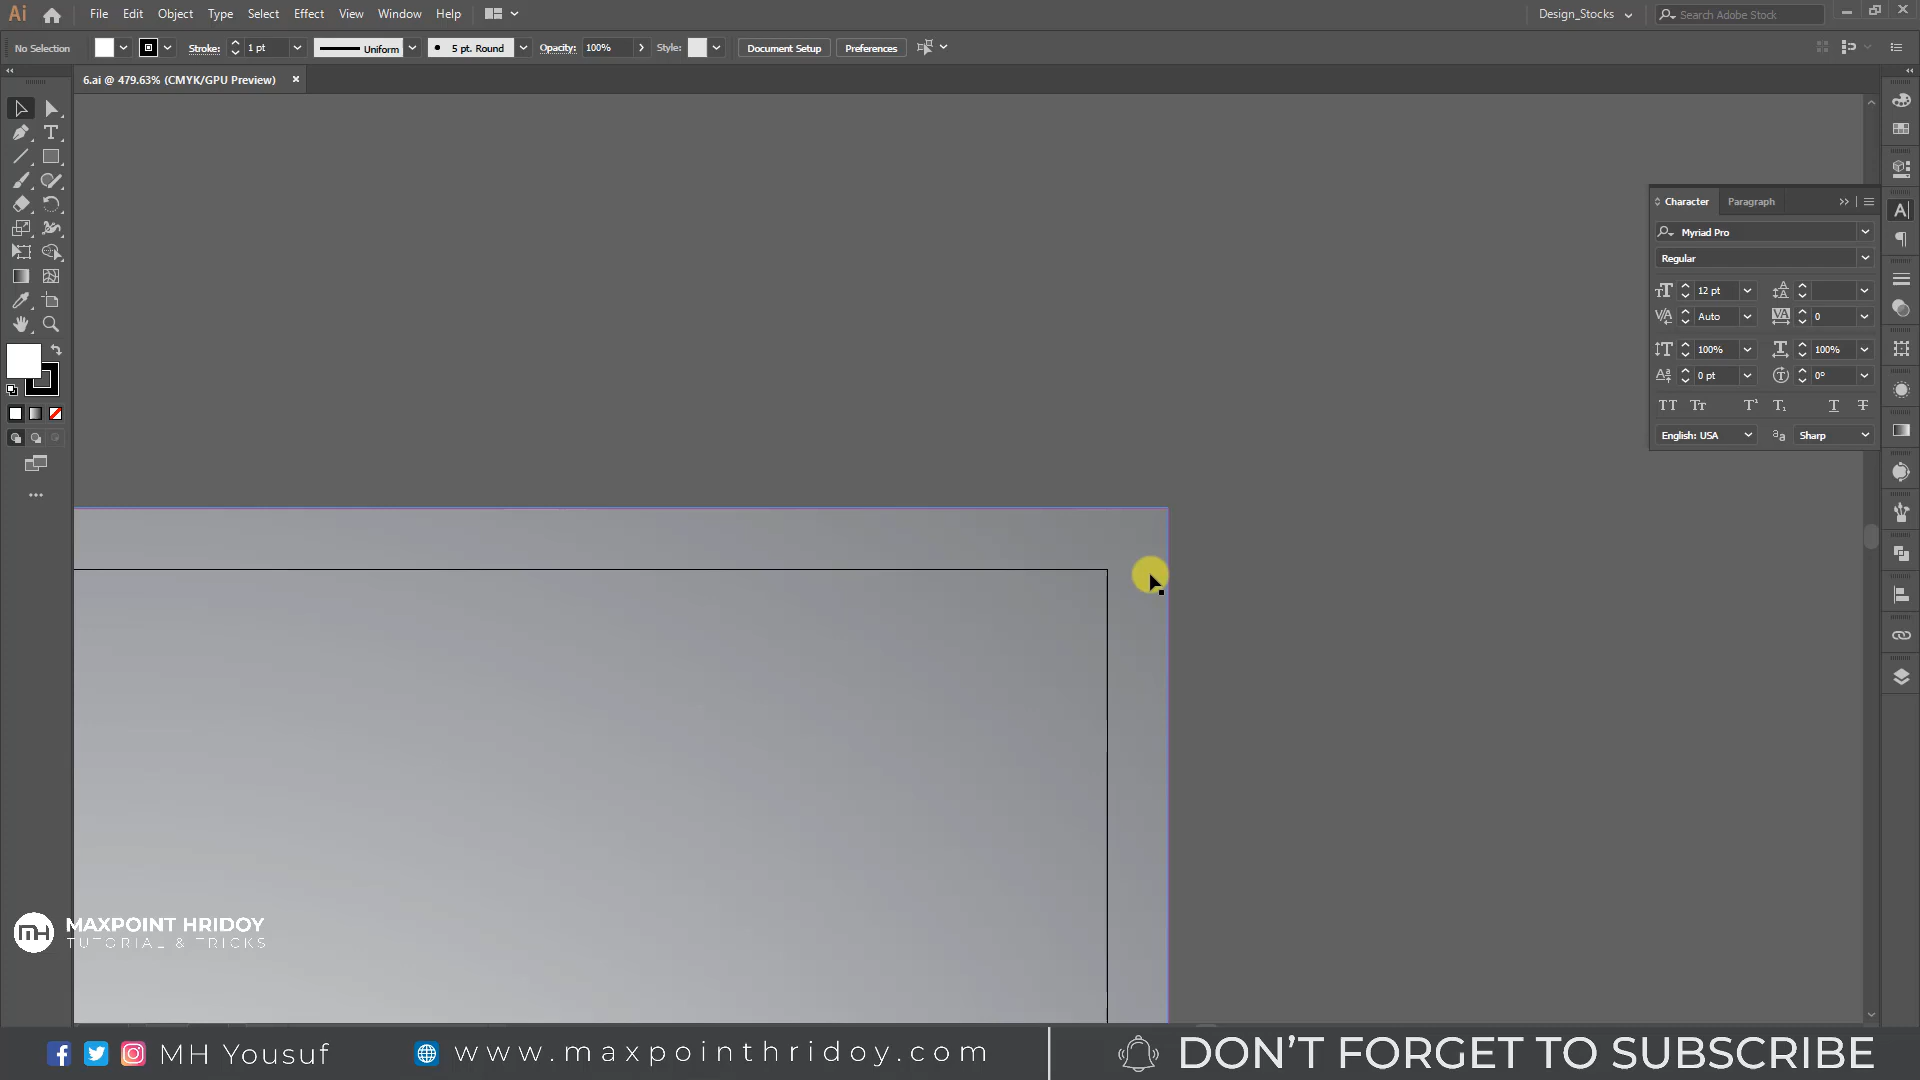 Ai File Edit Object Type Select Effect View Window Help Design_Stocks Search Adobe Stock
No Selection Stroke: 1 pt Uniform 5 pt. Round Opacity: 100% Style: Document Setup Preferences
6.ai @ 479.63% (CMYK/GPU Preview)
Character Paragraph
Myriad Pro
Regular
12 pt
Auto 0
100% 100%
0 pt 0°
English: USA Sharp
MH MAXPOINT HRIDOY
TUTORIAL & TRICKS
MH Yousuf www.maxpointhridoy.com DON'T FORGET TO SUBSCRIBE